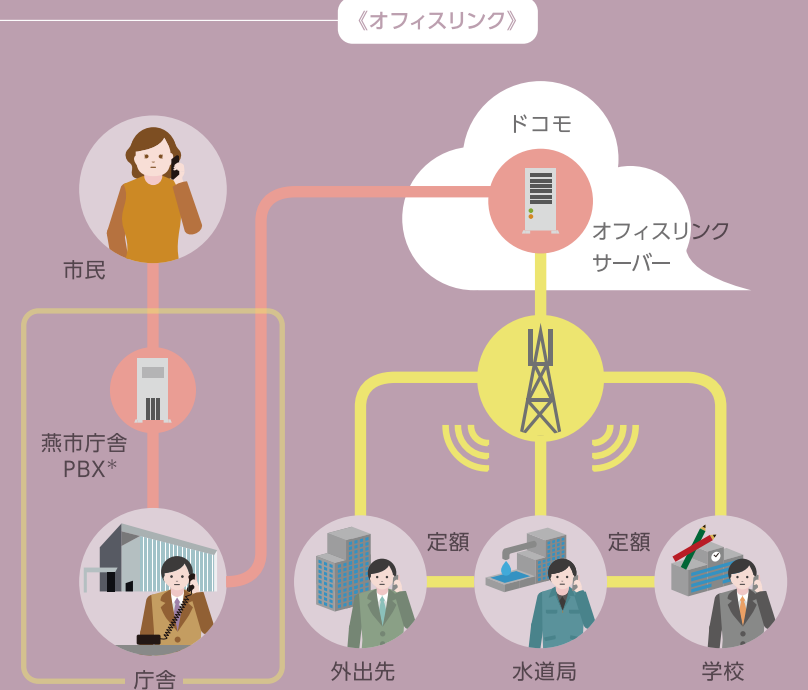 《オフィスリンク》
ドコモ
オフィスリンク
サーバー
市民
燕市庁舎
PBX*
定額
定額
庁舎
外出先
水道局
学校